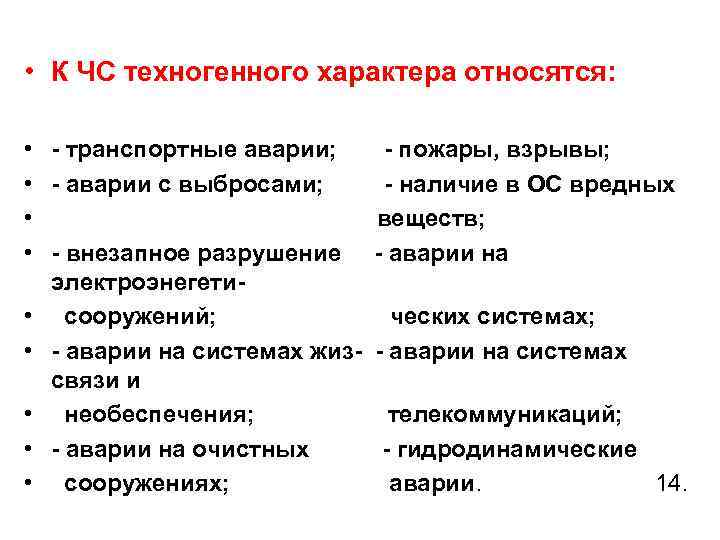 • К ЧС техногенного характера относятся:
• - транспортные аварии; - пожары, взрывы;
• - аварии с выбросами; - наличие в ОС вредных
• веществ;
• - внезапное разрушение - аварии на
электроэнегети-
• сооружений; ческих системах;
• - аварии на системах жиз- - аварии на системах
связи и
• необеспечения; телекоммуникаций;
• - аварии на очистных - гидродинамические
• сооружениях; аварии. 14.